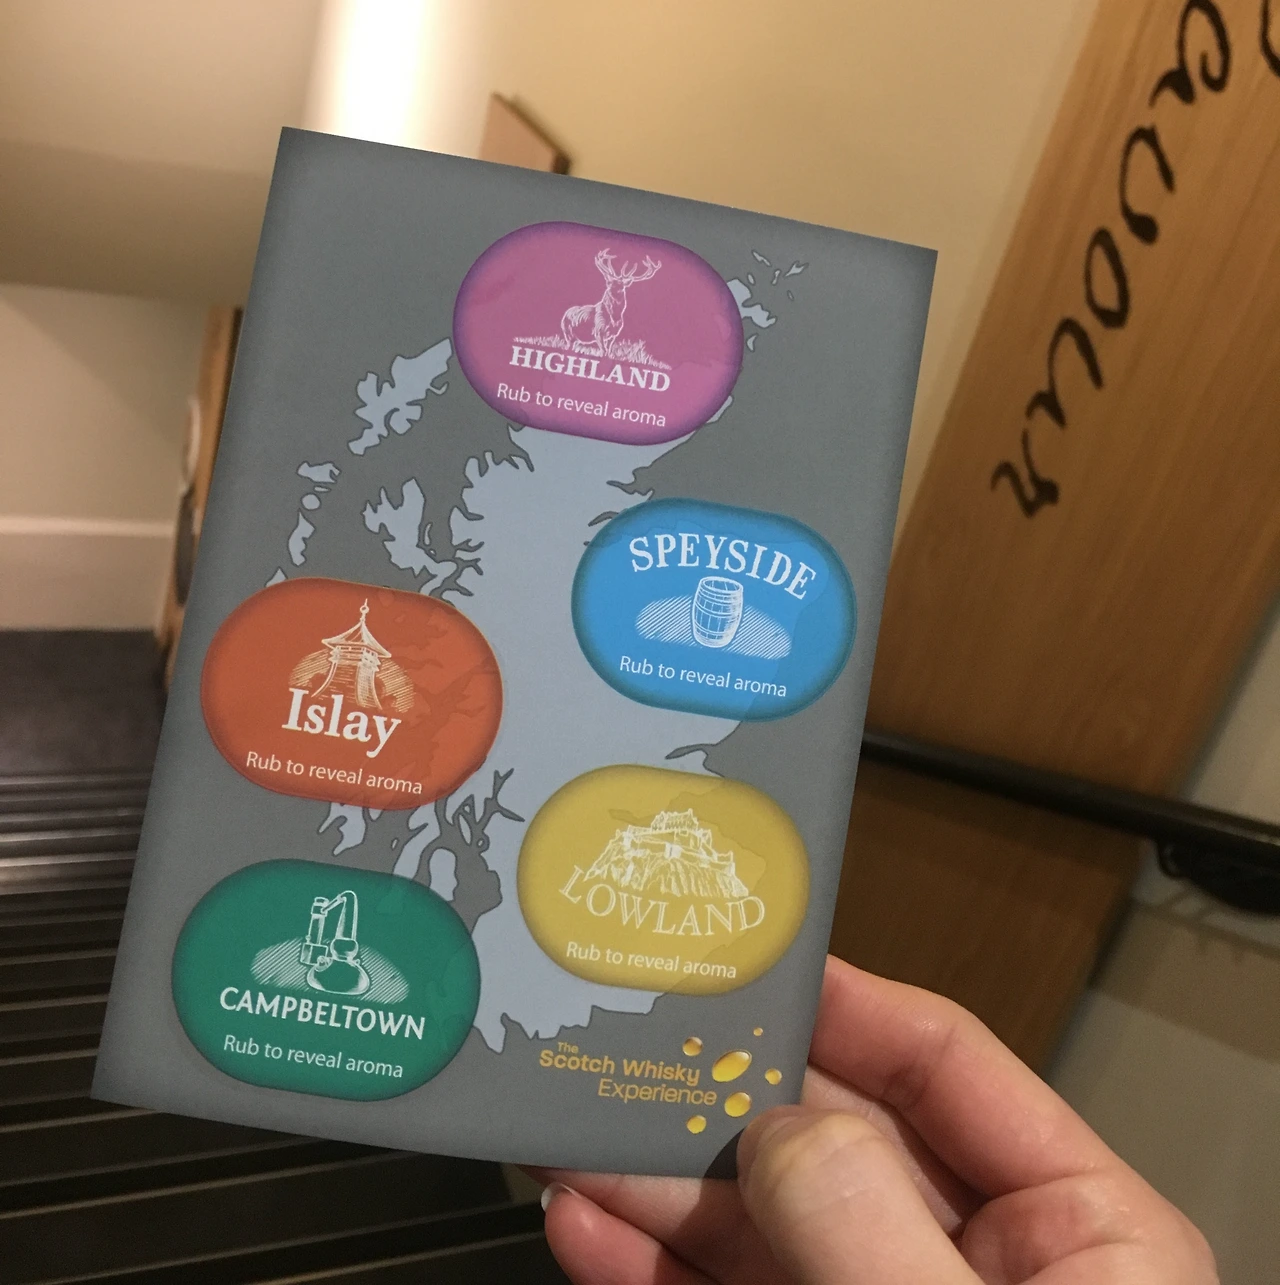 HIGHLAND
Rub to reveal aroma
SPEYSIDE
Rub to reveal aroma
Islay
Rub to reveal aroma
LOWLAND
Rub to reveal aroma
CAMPBELTOWN
Rub to reveal aroma
The
Scotch Whisky
Experience